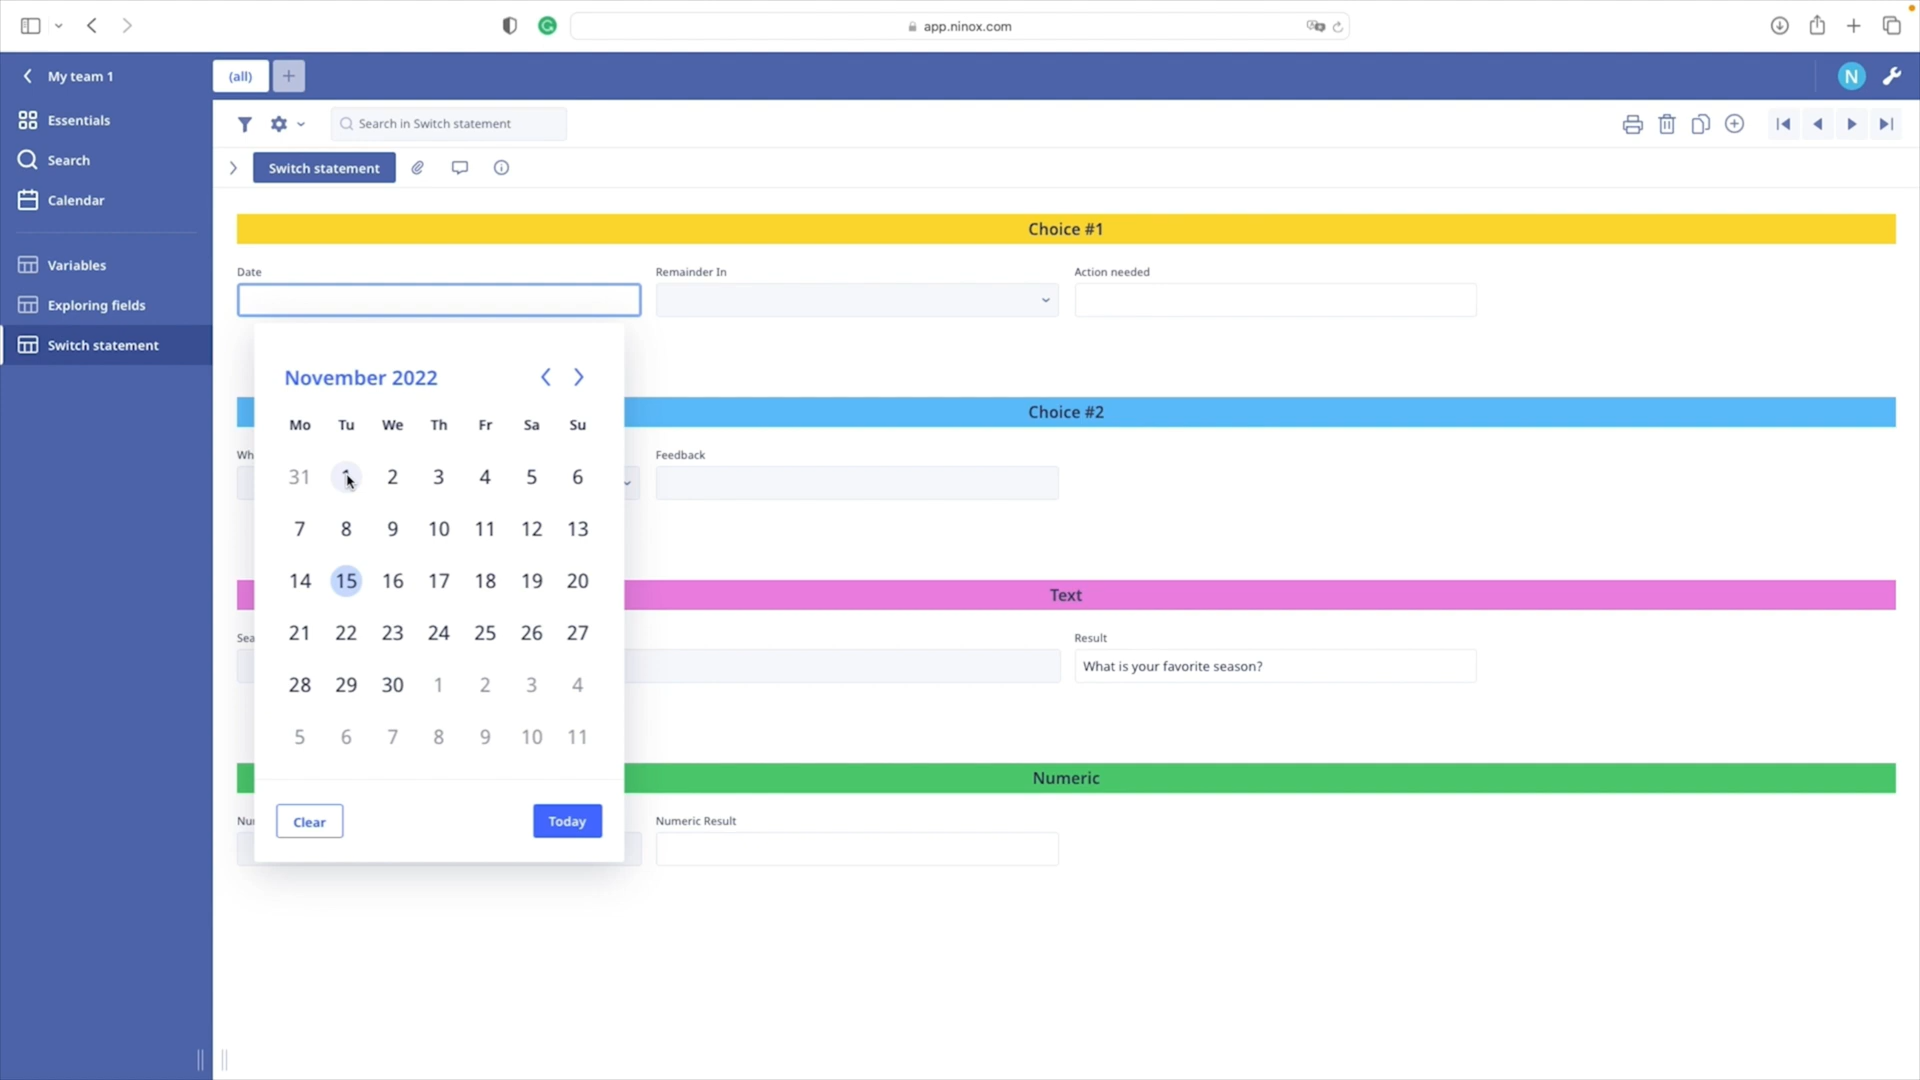 app.ninox.com
My team 1
(all)
N
Essentials
Search in Switch statement
Search
Switch statement
Calendar
Choice #1
Variables
Date
Remainder In
Action needed
Exploring fields
Switch statement
November 2022
Choice #2
Mo Tu We Th Fr Sa Su
Wh
Feedback
31 1 2 3 4 5 6
7 8 9 10 11 12 13
14 15 16 17 18 19 20
Text
21 22 23 24 25 26 27
Sea
Result
What is your favorite season?
28 29 30 1 2 3 4
5 6 7 8 9 10 11
Numeric
Clear
Today
Nu
Numeric Result